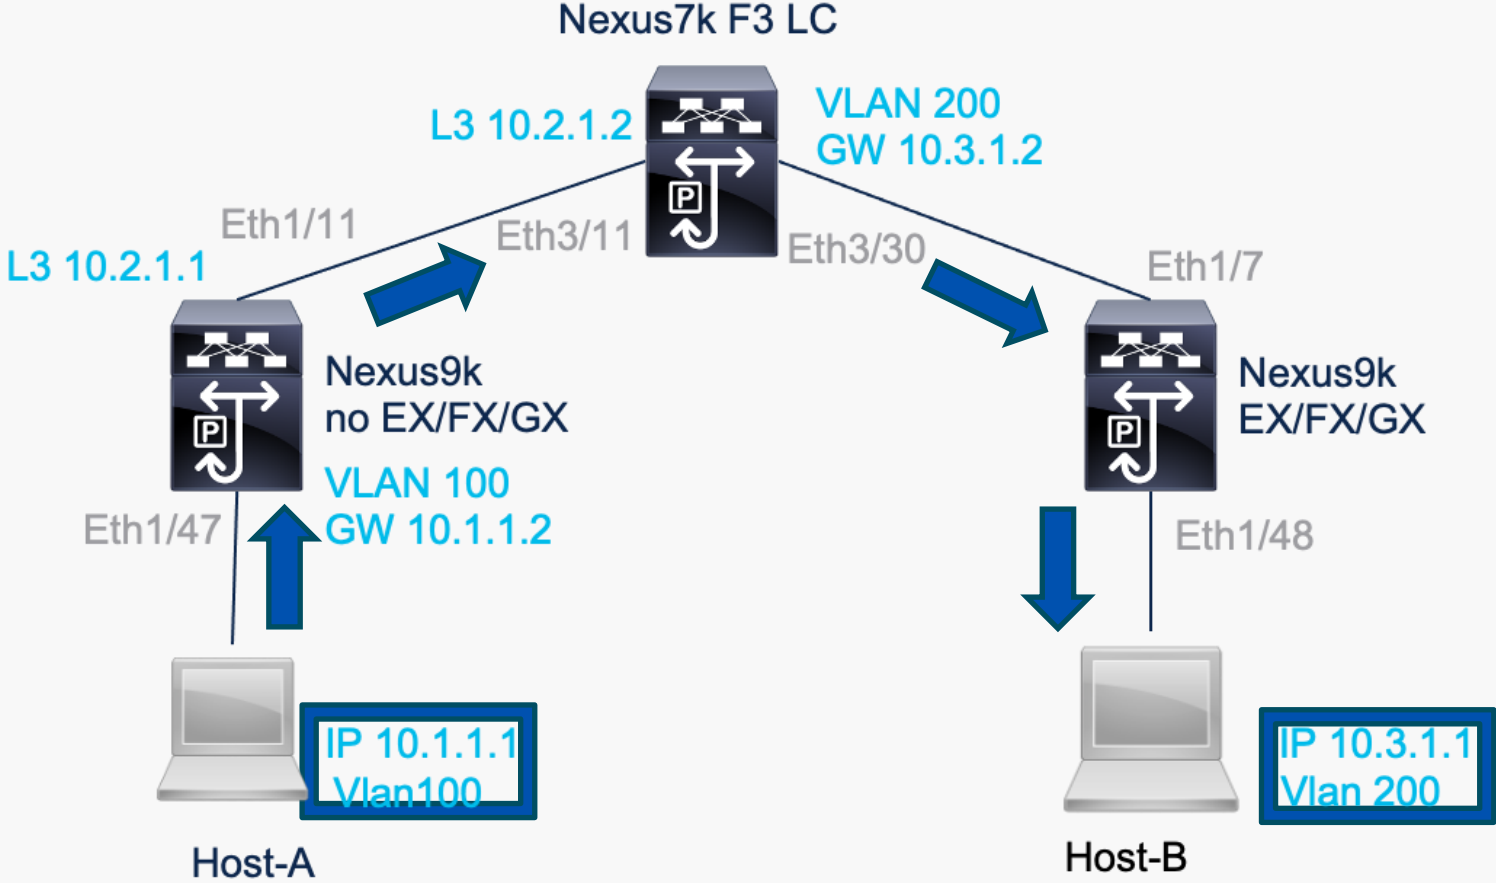 Nexus7k F3 LC
L3 10.2.1.2
VLAN 200
GW 10.3.1.2
Eth1/11
Eth3/11
Eth3/30
Eth1/7
L3 10.2.1.1
P
Nexus9k
no EX/FX/GX
P
VLAN 100
GW 10.1.1.2
Nexus9k
EX/FX/GX
P
Eth1/47
Eth1/48
IP 10.1.1.1
Vlan100
IP 10.3.1.1
Vlan 200
Host-A
Host-B